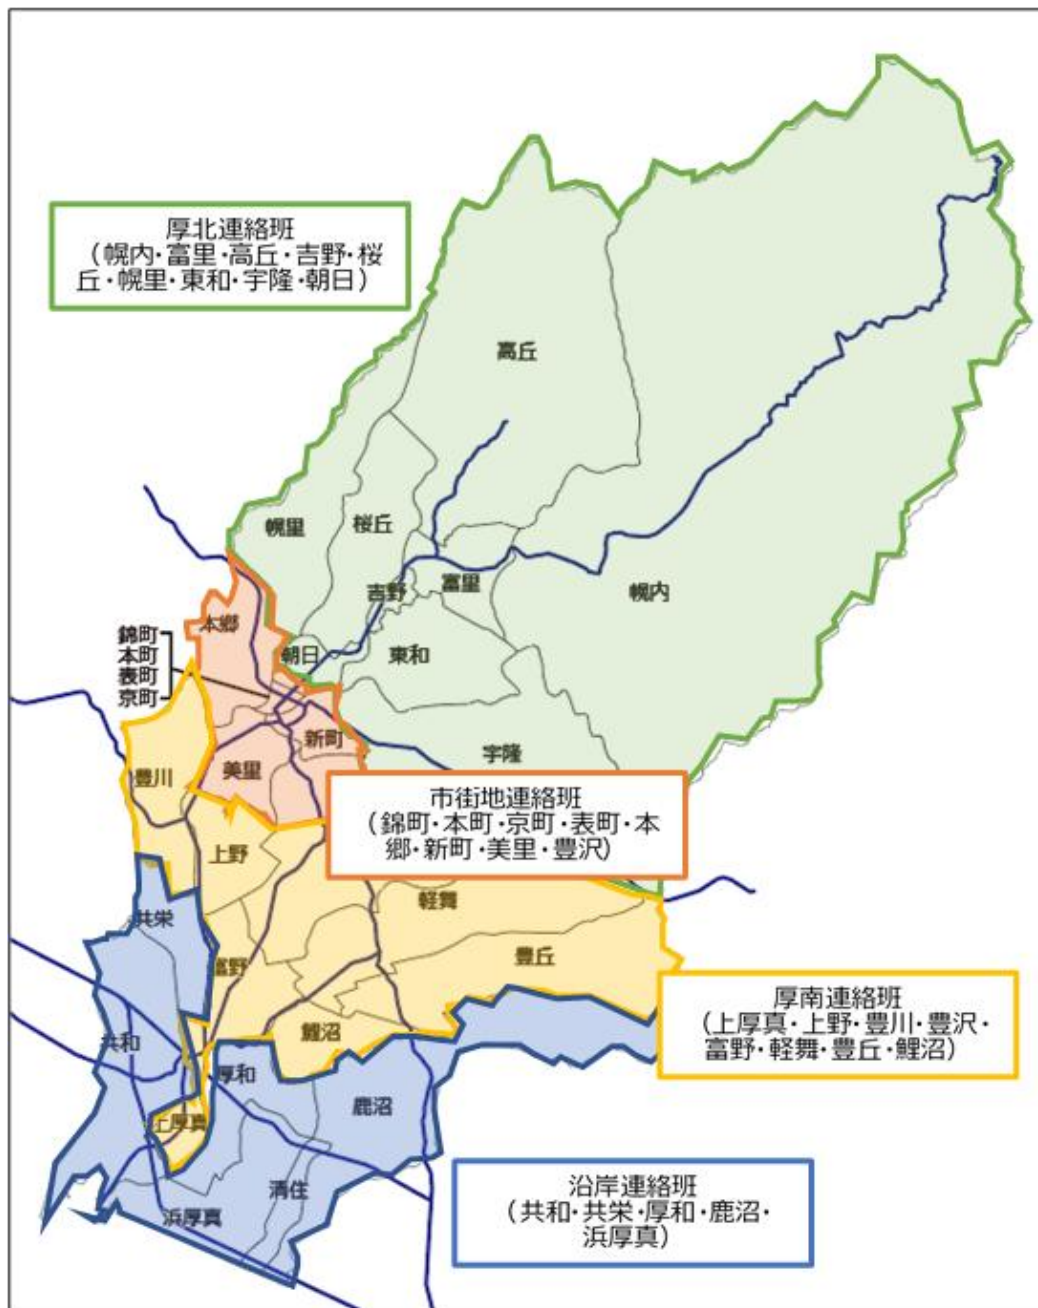 厚北連絡班
（幌内・富里・高丘・吉野・桜
丘・幌里・東和・宇隆・朝日）
高丘
幌里
桜丘
吉野
富里
幌内
本郷
錦町
本町
表町
京町
朝日
東和
新町
宇隆
美里
豊川
市街地連絡班
（錦町・本町・京町・表町・本
郷・新町・美里・豊沢）
上野
軽舞
共栄
富野
豊丘
厚南連絡班
（上厚真・上野・豊川・豊沢・
富野・軽舞・豊丘・鯉沼）
鯉沼
共和
厚和
鹿沼
上厚真
沿岸連絡班
（共和・共栄・厚和・鹿沼・
浜厚真）
清住
浜厚真